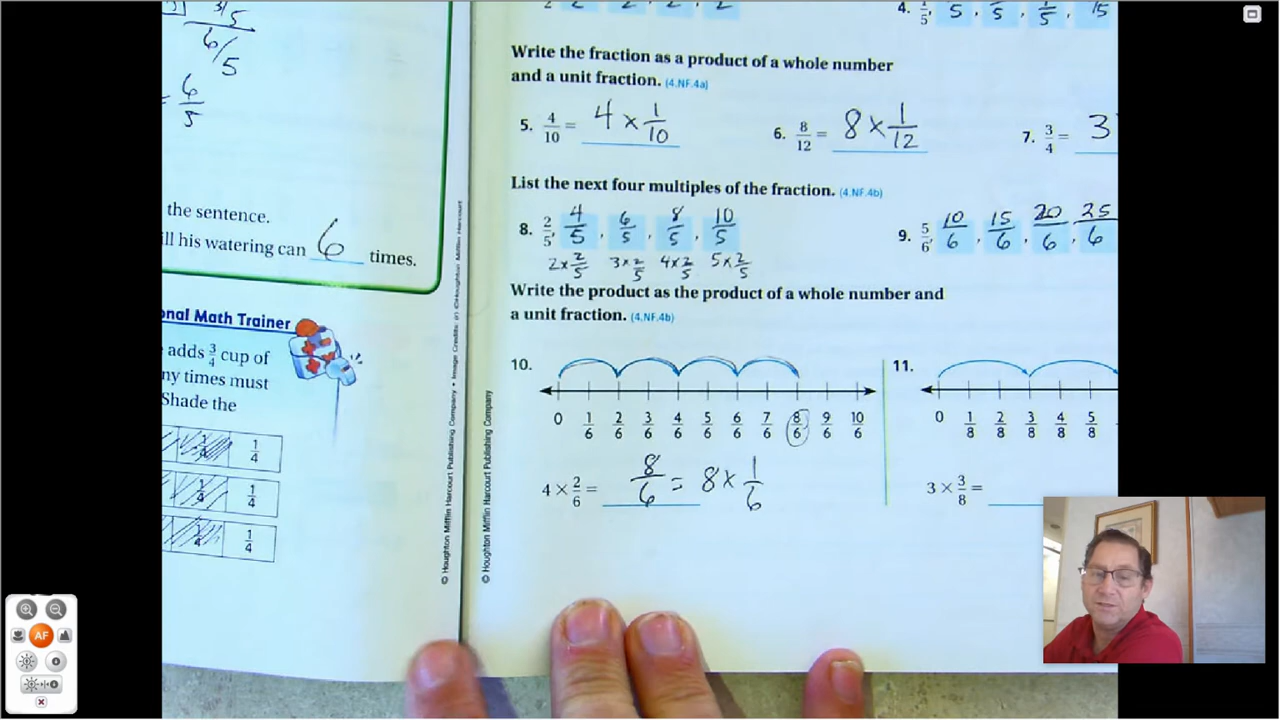 3/5
6/5
= 6/5
the sentence.
ill his watering can 6 times.
onal Math Trainer
adds 3/4 cup of
ny times must
Shade the
1/4 1/4
1/4 1/4
1/4 1/4
© Houghton Mifflin Harcourt Publishing Company • Image Credits: (r) ©Houghton Mifflin Harcourt
© Houghton Mifflin Harcourt Publishing Company
2 2 2 2 2
4. 1/5, 5, 5, 1/5, 15
Write the fraction as a product of a whole number
and a unit fraction. (4.NF.4a)
5. 4/10 = 4 × 1/10
6. 8/12 = 8 × 1/12
7. 3/4 = 3
List the next four multiples of the fraction. (4.NF.4b)
8. 2/5, 4/5, 6/5, 8/5, 10/5
2×2/5 3×2/5 4×2/5 5×2/5
9. 5/6, 10/6, 15/6, 20/6, 25/6
Write the product as the product of a whole number and
a unit fraction. (4.NF.4b)
10.
0 1/6 2/6 3/6 4/6 5/6 6/6 7/6 8/6 9/6 10/6
4 × 2/6 = 8/6 = 8 × 1/6
11.
0 1/8 2/8 3/8 4/8 5/8
3 × 3/8 =
AF